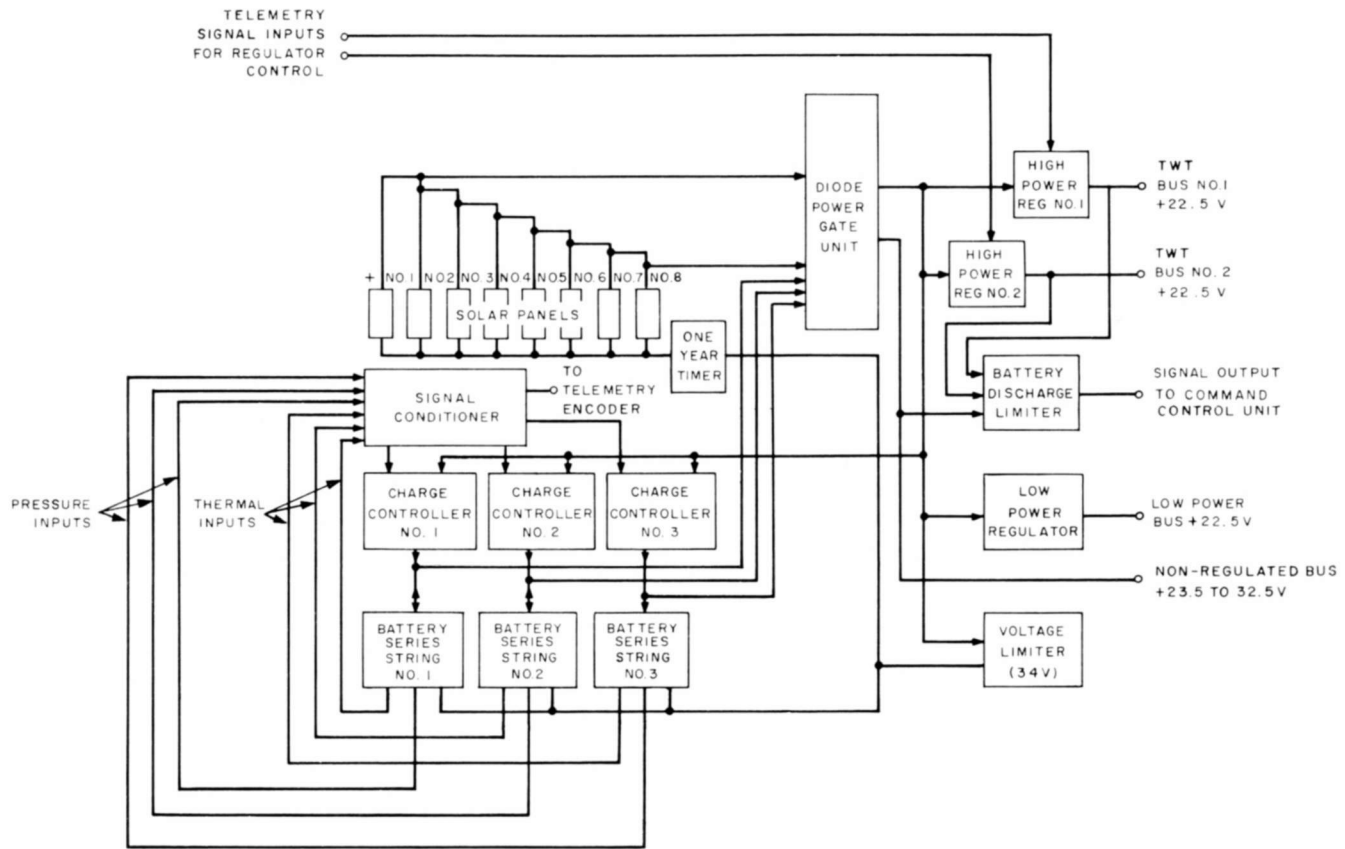 TELEMETRY
SIGNAL INPUTS
FOR REGULATOR
CONTROL
DIODE
POWER
GATE
UNIT
HIGH
POWER
REG NO.1
TWT
BUS NO.1
+22.5 V
HIGH
POWER
REG NO.2
TWT
BUS NO. 2
+22.5 V
+ NO.1 NO.2 NO.3 NO.4 NO.5 NO.6 NO.7 NO.8
SOLAR PANELS
ONE
YEAR
TIMER
TO
TELEMETRY
ENCODER
SIGNAL
CONDITIONER
BATTERY
DISCHARGE
LIMITER
SIGNAL OUTPUT
TO COMMAND
CONTROL UNIT
PRESSURE
INPUTS
THERMAL
INPUTS
CHARGE
CONTROLLER
NO. 1
CHARGE
CONTROLLER
NO.2
CHARGE
CONTROLLER
NO.3
LOW
POWER
REGULATOR
LOW POWER
BUS +22.5V
NON-REGULATED BUS
+23.5 TO 32.5V
BATTERY
SERIES
STRING
NO.1
BATTERY
SERIES
STRING
NO.2
BATTERY
SERIES
STRING
NO.3
VOLTAGE
LIMITER
(34V)